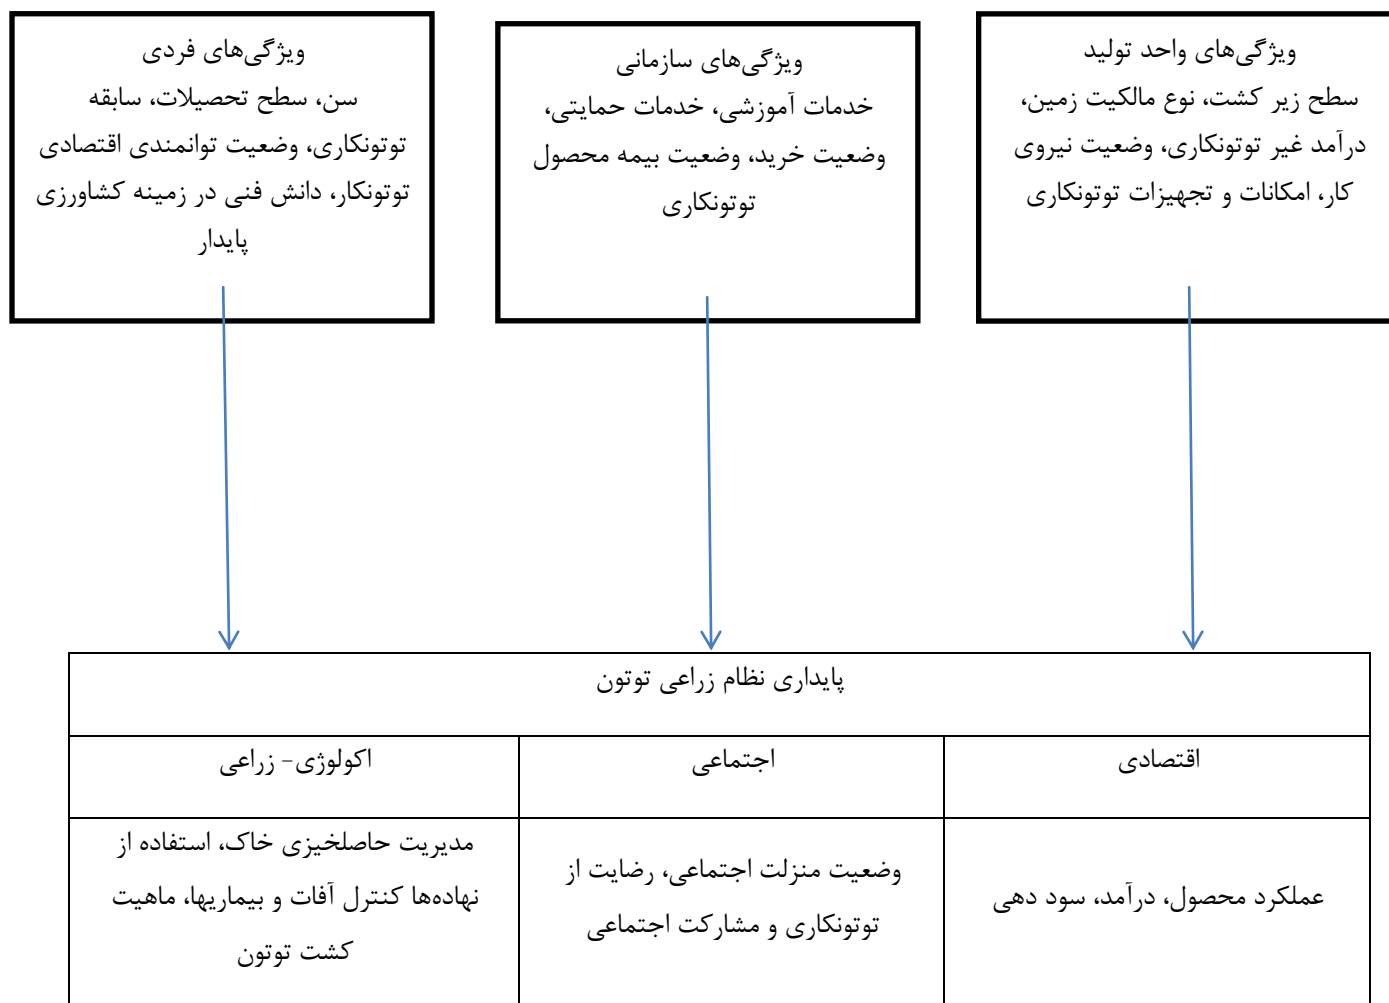 ویژگی‌های واحد تولید
سطح زیر کشت، نوع مالکیت زمین،
درآمد غیر توتونکاری، وضعیت نیروی
کار، امکانات و تجهیزات توتونکاری
ویژگی‌های سازمانی
خدمات آموزشی، خدمات حمایتی،
وضعیت خرید، وضعیت بیمه محصول
توتونکاری
ویژگی‌های فردی
سن، سطح تحصیلات، سابقه
توتونکاری، وضعیت توانمندی اقتصادی
توتونکار، دانش فنی در زمینه کشاورزی
پایدار
پایداری نظام زراعی توتون
اقتصادی
اجتماعی
اکولوژی- زراعی
عملکرد محصول، درآمد، سود دهی
وضعیت منزلت اجتماعی، رضایت از
توتونکاری و مشارکت اجتماعی
مدیریت حاصلخیزی خاک، استفاده از
نهاده‌ها کنترل آفات و بیماریها، ماهیت
کشت توتون